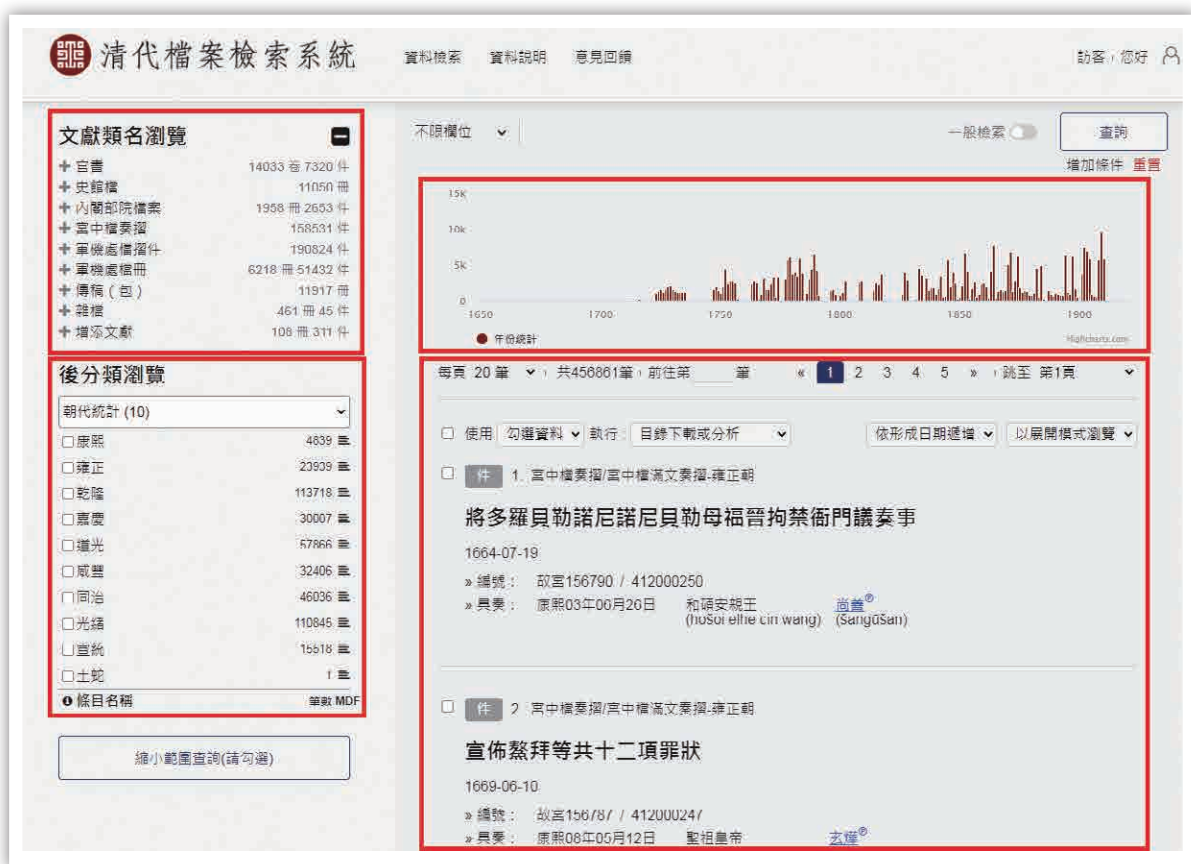 清代檔案檢索系統
資料檢索 資料說明 意見回饋
訪客，您好
文獻類名瀏覽
官書 14033 卷 7320 件
史館檔 11050 冊
內閣部院檔案 1958 冊 2653 件
宮中檔奏摺 158531 件
軍機處檔摺件 190824 件
軍機處檔冊 6218 冊 51432 件
傳稿（包） 11917 冊
雜檔 461 冊 45 件
增添文獻 108 冊 311 件
後分類瀏覽
朝代統計 (10)
康熙 4839
雍正 23939
乾隆 113718
嘉慶 30007
道光 57866
咸豐 32406
同治 46036
光緒 110845
宣統 15518
土蛇 1
條目名稱 筆數 MDF
縮小範圍查詢(請勾選)
不限欄位 一般檢索 查詢
增加條件 重置
15K
10K
5K
0
1650 1700 1750 1800 1850 1900
年份統計 Highcharts.com
每頁 20 筆，共456861筆，前往第 筆 « 1 2 3 4 5 »，跳至 第1頁
使用 勾選資料 執行： 目錄下載或分析 依形成日期遞增 以展開模式瀏覽
件 1. 宮中檔奏摺/宮中檔滿文奏摺-雍正朝
將多羅貝勒諾尼諾尼貝勒母福晉拘禁衙門議奏事
1664-07-19
» 編號： 故宮156790 / 412000250
» 具奏： 康熙03年06月26日 和碩安親王 尚善®
(hošoi elhe cin wang) (Šangūšan)
件 2. 宮中檔奏摺/宮中檔滿文奏摺-雍正朝
宣佈鰲拜等共十二項罪狀
1669-06-10
» 編號： 故宮156787 / 412000247
» 具奏： 康熙08年05月12日 聖祖皇帝 玄燁®